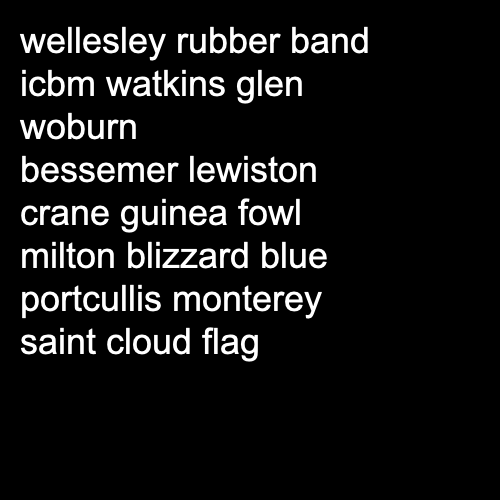 wellesley rubber band
icbm watkins glen
woburn
bessemer lewiston
crane guinea fowl
milton blizzard blue
portcullis monterey
saint cloud flag